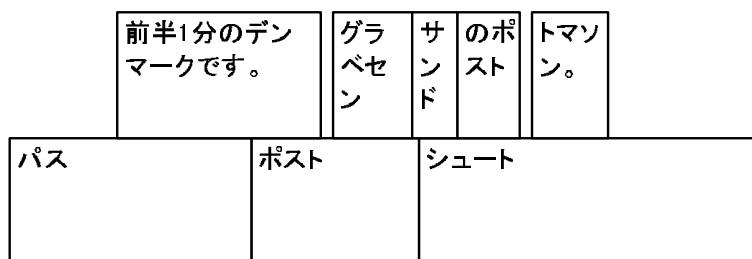 前半1分のデン
マークです。
グラ
ベセ
ン
サ
ン
ド
のポ
スト
トマソ
ン。
パス
ポスト
シュート